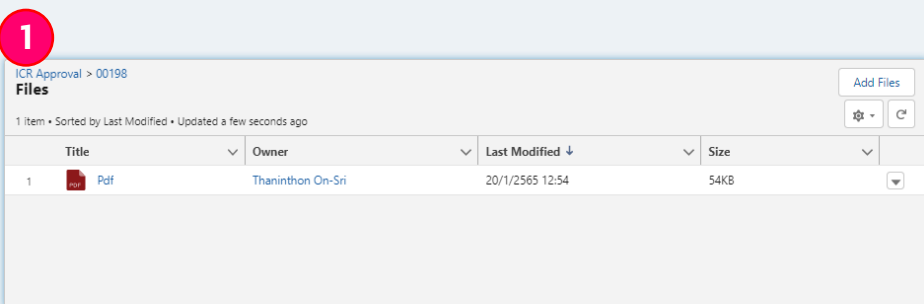 1
ICR Approval > 00198
Files
Add Files
1 item • Sorted by Last Modified • Updated a few seconds ago
Title Owner Last Modified ↓ Size
1 PDF Pdf Thaninthon On-Sri 20/1/2565 12:54 54KB